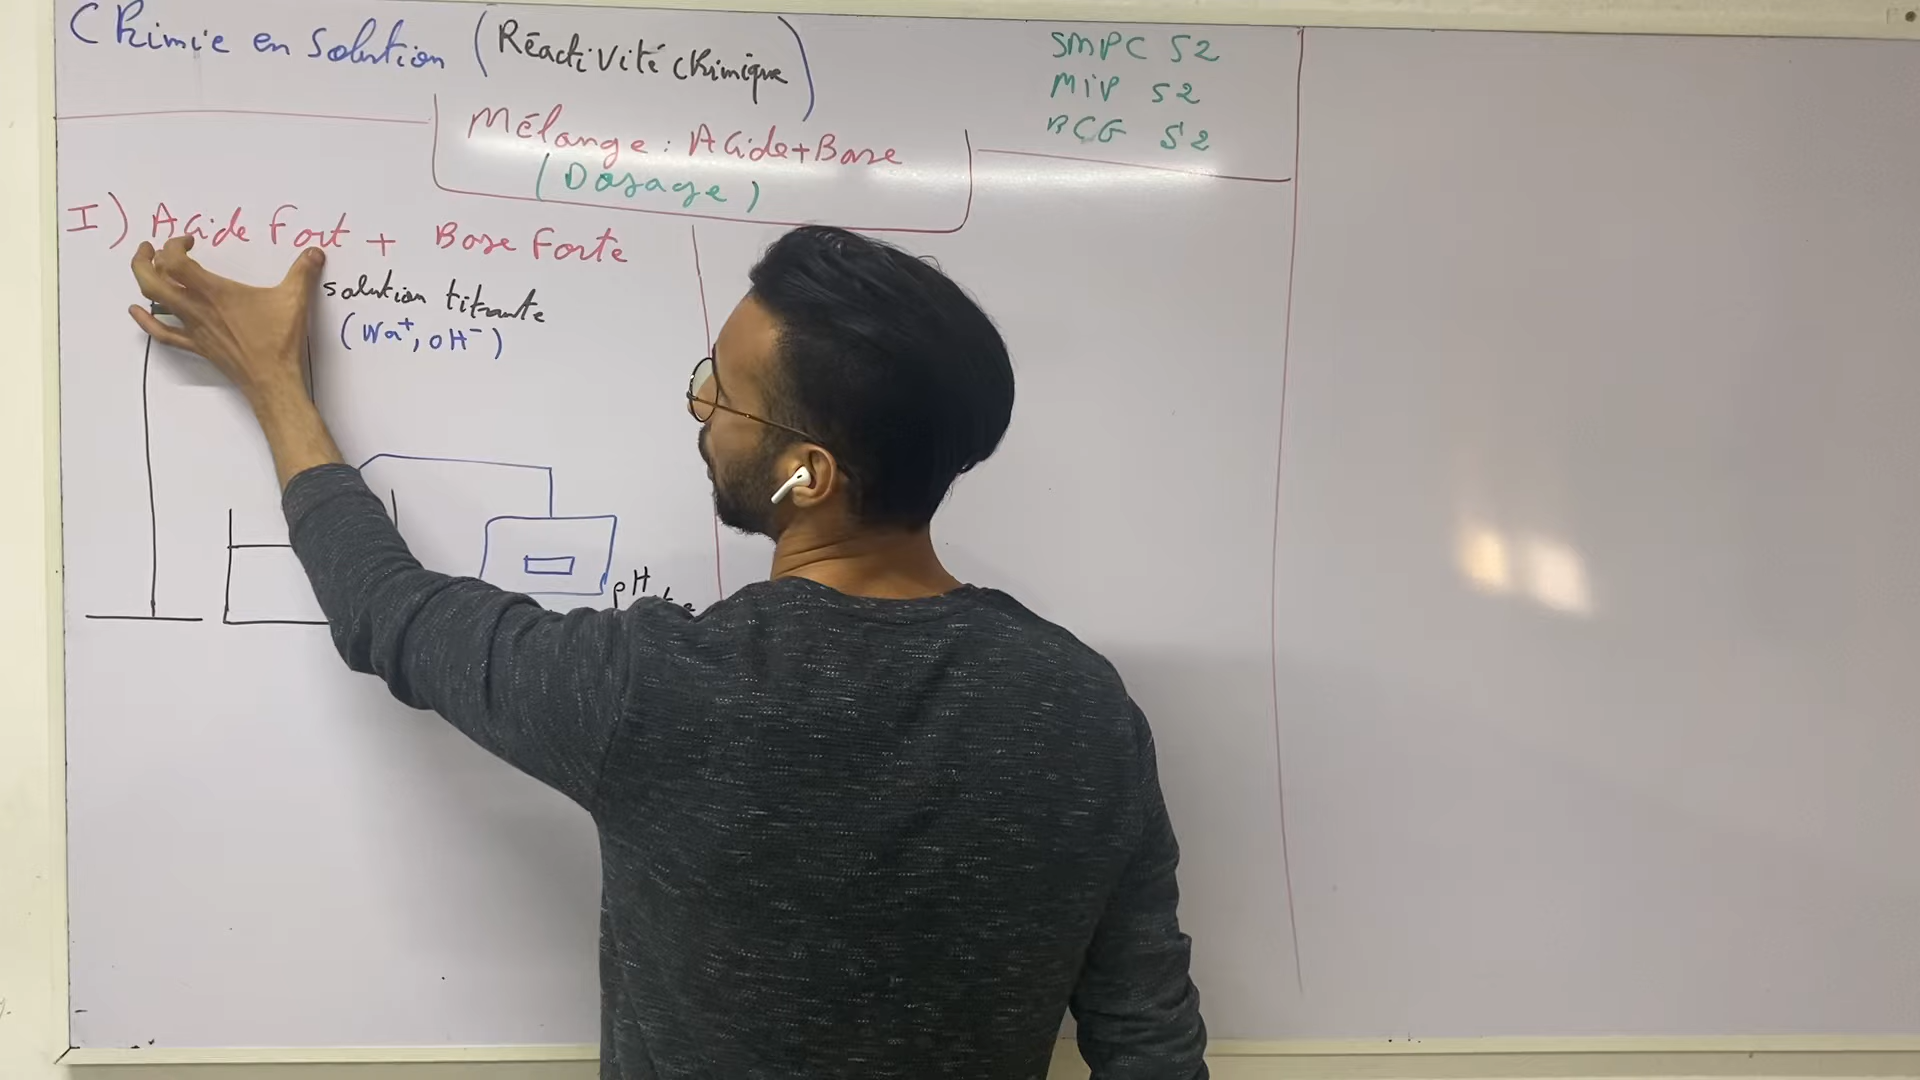 Chimie en Solution (Réactivité chimique)
SMPC S2
MIP S2
BCG S2
Mélange: Acide+Base
(Dosage)
I) Acide Fort + Base Forte
solution titrante
(Na⁺, OH⁻)
pH